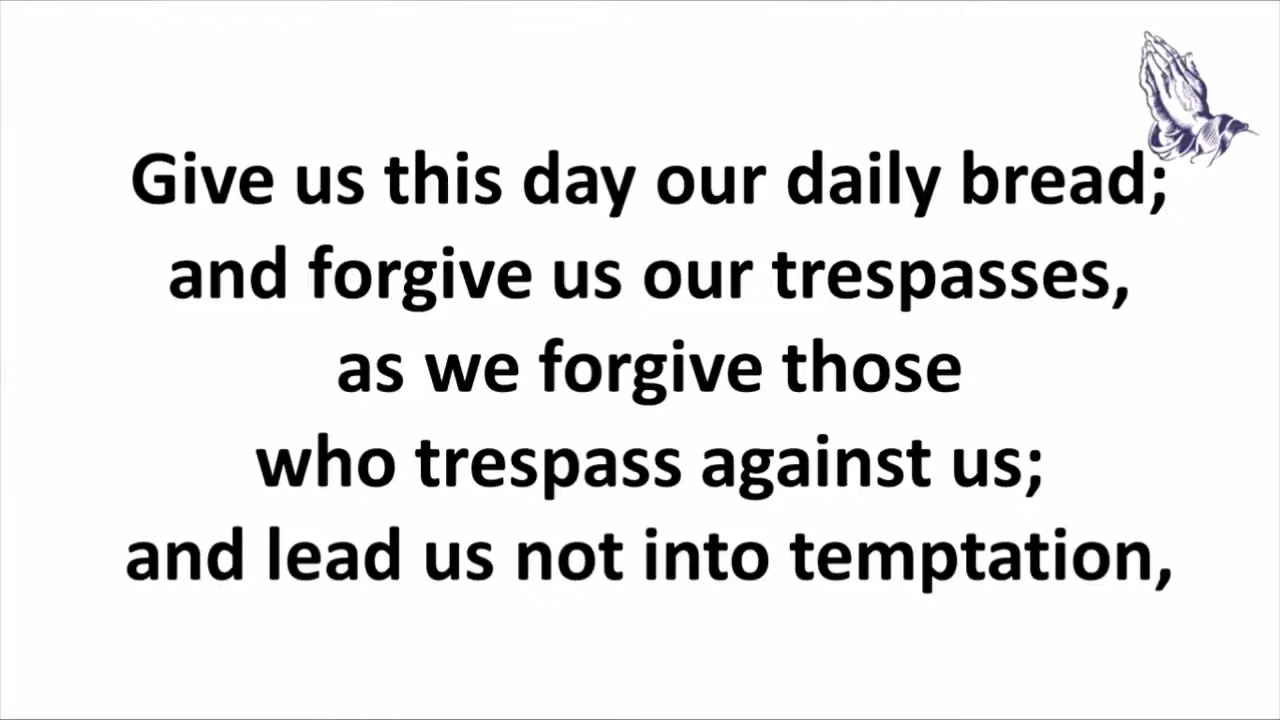 Give us this day our daily bread;
and forgive us our trespasses,
as we forgive those
who trespass against us;
and lead us not into temptation,